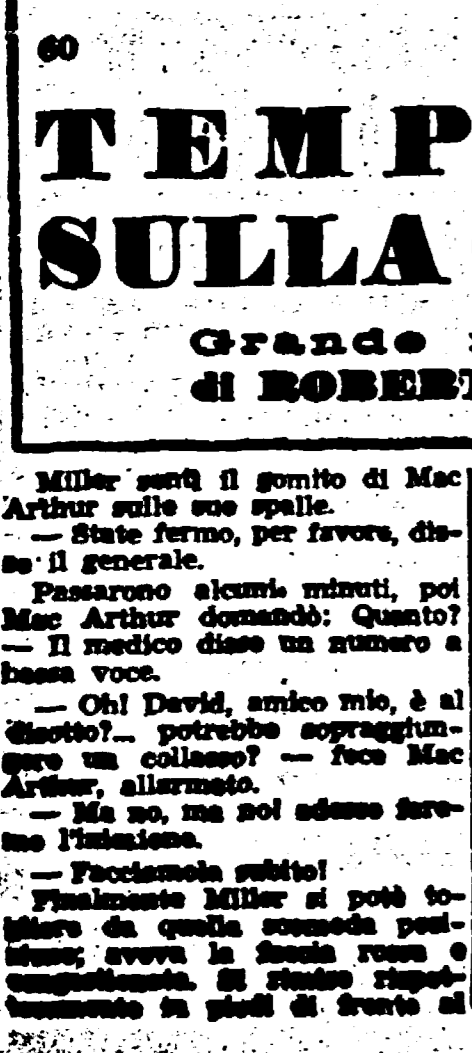 60
TEMP
SULLA
Grande
di ROBERT
Miller sentì il gomito di Mac
Arthur sulle sue spalle.
— State fermo, per favore, dis-
se il generale.
Passarono alcuni minuti, poi
Mac Arthur domandò: Quanto?
— Il medico disse un numero a
bassa voce.
— Oh! David, amico mio, è al
disotto?... potrebbe sopraggiun-
gere un collasso? — fece Mac
Arthur, allarmato.
— Ma no, ma noi adesso fare-
mo l'iniezione.
— Facciamola subito!
Finalmente Miller si potè to-
gliere da quella scomoda posi-
zione; aveva la faccia rossa e
congestionata. Si rimise rispet-
tosamente in piedi di fronte al